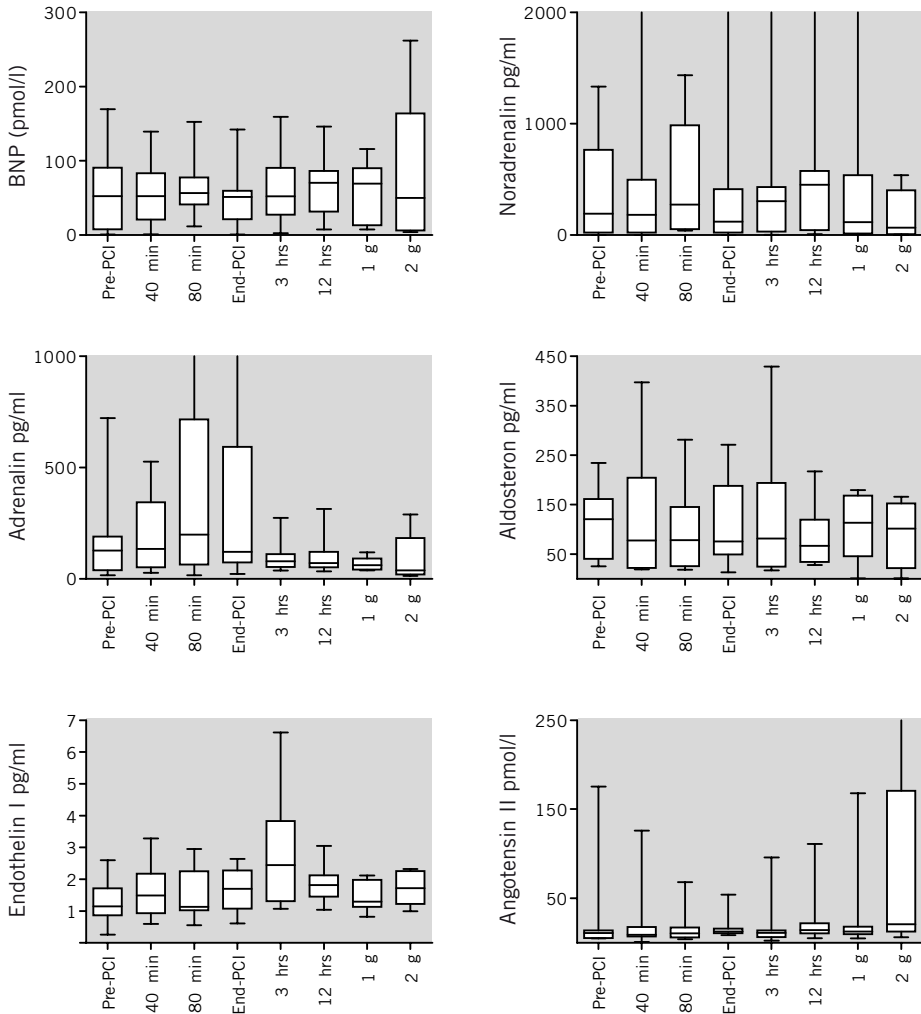 BNP (pmol/l)
300
200
100
0
Pre-PCI
40 min
80 min
End-PCI
3 hrs
12 hrs
1 g
2 g
Noradrenalin pg/ml
2000
1000
0
Pre-PCI
40 min
80 min
End-PCI
3 hrs
12 hrs
1 g
2 g
Adrenalin pg/ml
1000
500
0
Pre-PCI
40 min
80 min
End-PCI
3 hrs
12 hrs
1 g
2 g
Aldosteron pg/ml
450
350
250
150
50
Pre-PCI
40 min
80 min
End-PCI
3 hrs
12 hrs
1 g
2 g
Endothelin I pg/ml
7
6
5
4
3
2
1
Pre-PCI
40 min
80 min
End-PCI
3 hrs
12 hrs
1 g
2 g
Angotensin II pmol/l
250
150
50
Pre-PCI
40 min
80 min
End-PCI
3 hrs
12 hrs
1 g
2 g